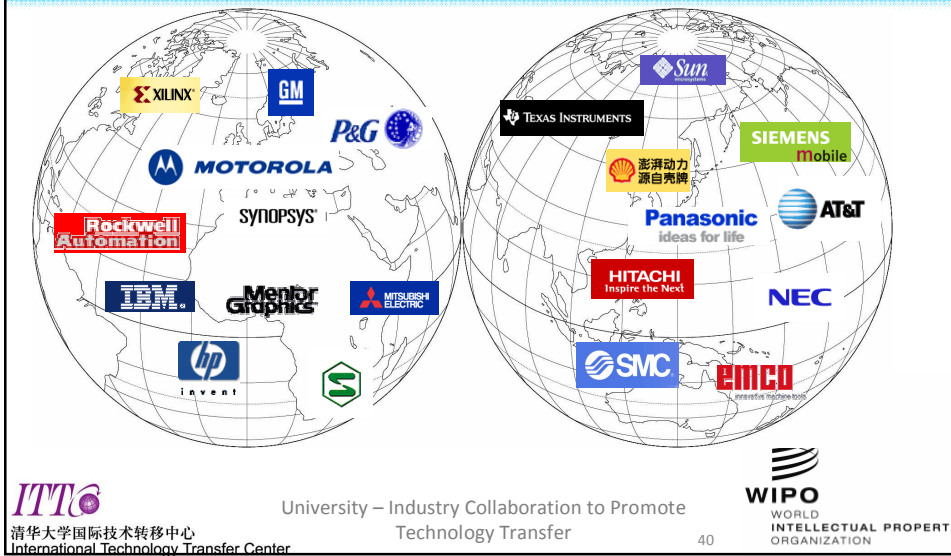 XILINX
GM
P&G
MOTOROLA
SYNOPSYS
Rockwell
Automation
IBM
Mentor
Graphics
MITSUBISHI
ELECTRIC
hp
invent
S
Sun
microsystems
TEXAS INSTRUMENTS
SIEMENS
mobile
澎湃动力
源自壳牌
Panasonic
ideas for life
AT&T
HITACHI
Inspire the Next
NEC
SMC
emco
innovative machine tools
ITTC
清华大学国际技术转移中心
International Technology Transfer Center
University – Industry Collaboration to Promote
Technology Transfer
40
WIPO
WORLD
INTELLECTUAL PROPERT
ORGANIZATION